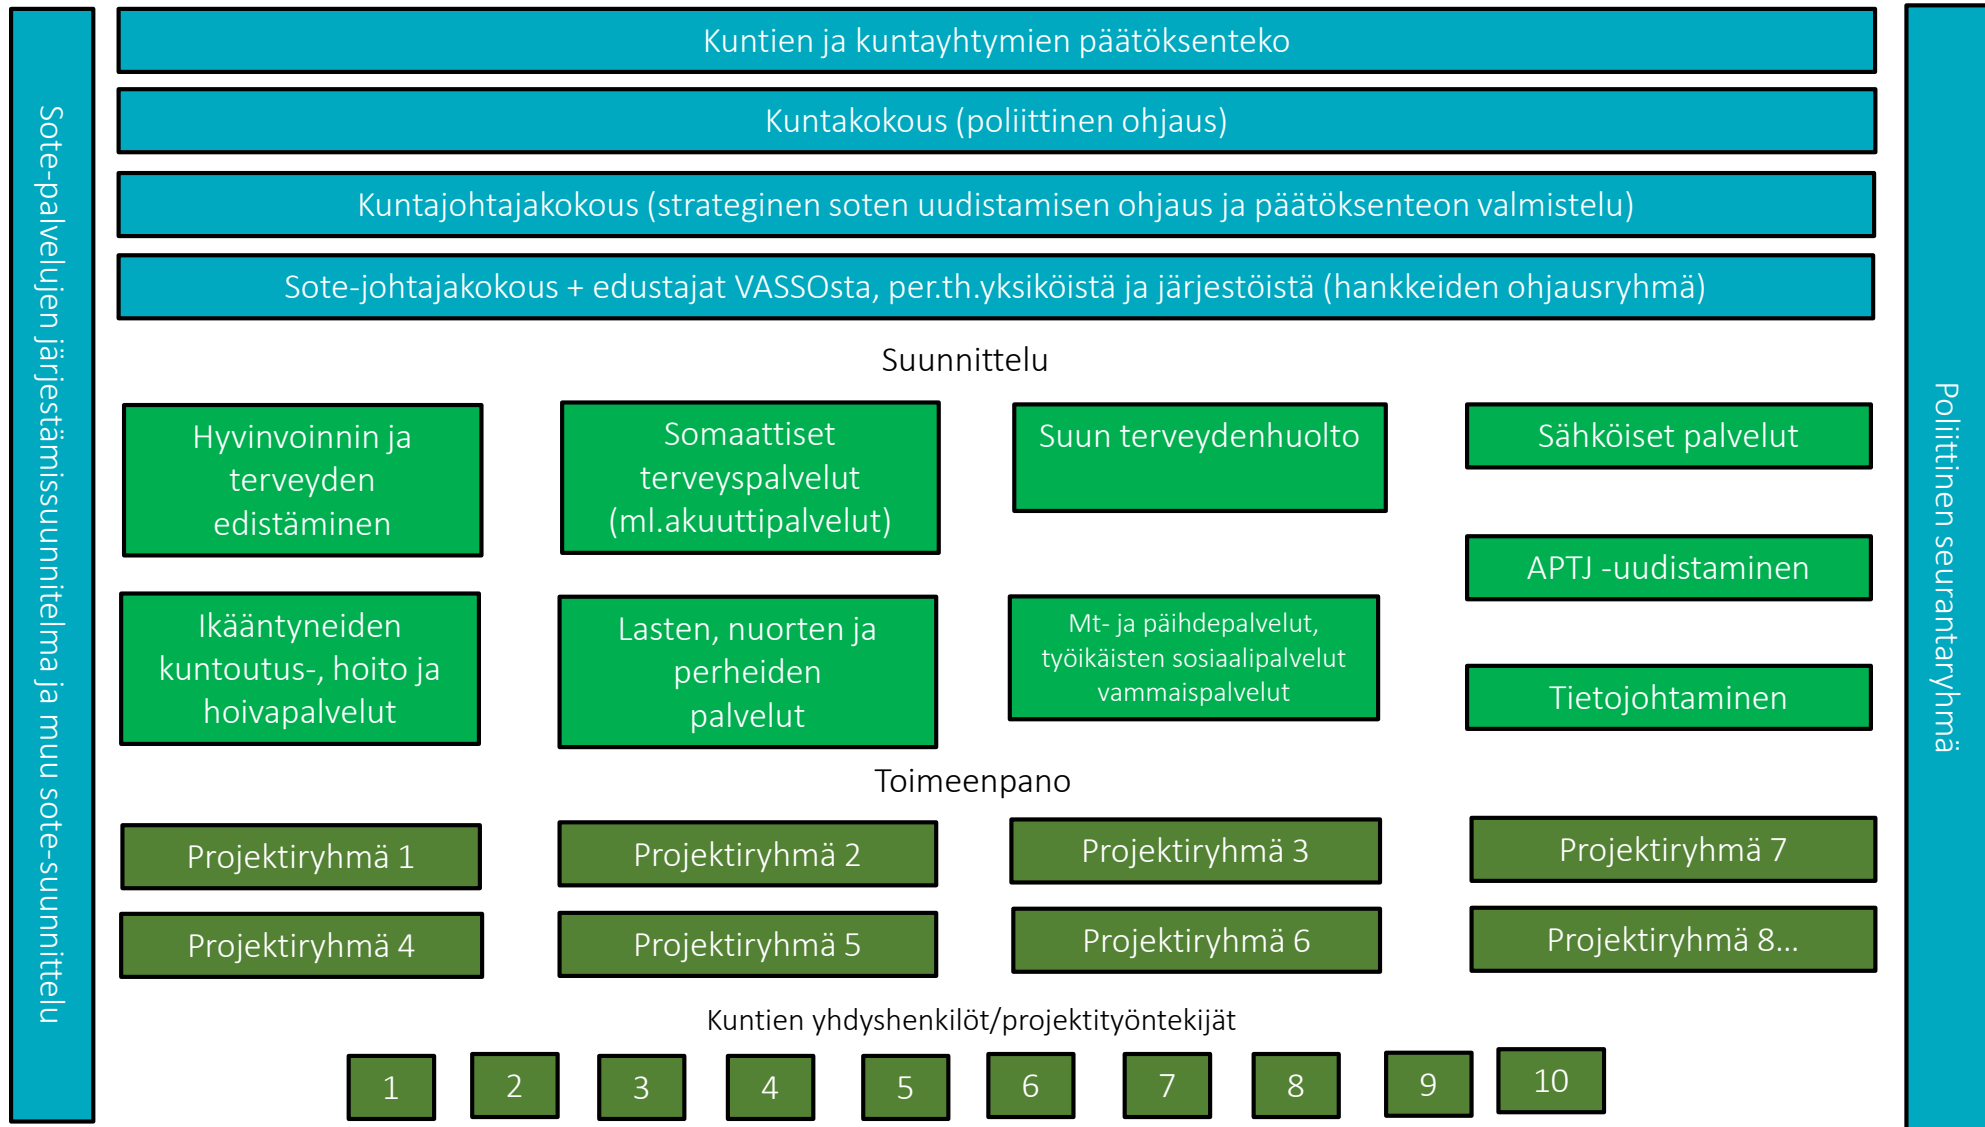 Sote-palvelujen järjestämissuunnitelma ja muu sote-suunnittelu
Kuntien ja kuntayhtymien päätöksenteko
Kuntakokous (poliittinen ohjaus)
Kuntajohtajakokous (strateginen soten uudistamisen ohjaus ja päätöksenteon valmistelu)
Sote-johtajakokous + edustajat VASSOsta, per.th.yksiköistä ja järjestöistä (hankkeiden ohjausryhmä)
Suunnittelu
Hyvinvoinnin ja
terveyden
edistäminen
Somaattiset
terveyspalvelut
(ml.akuuttipalvelut)
Suun terveydenhuolto
Sähköiset palvelut
APTJ -uudistaminen
Ikääntyneiden
kuntoutus-, hoito ja
hoivapalvelut
Lasten, nuorten ja
perheiden
palvelut
Mt- ja päihdepalvelut,
työikäisten sosiaalipalvelut
vammaispalvelut
Tietojohtaminen
Toimeenpano
Projektiryhmä 1
Projektiryhmä 2
Projektiryhmä 3
Projektiryhmä 7
Projektiryhmä 4
Projektiryhmä 5
Projektiryhmä 6
Projektiryhmä 8...
Kuntien yhdyshenkilöt/projektityöntekijät
1
2
3
4
5
6
7
8
9
10
Poliittinen seurantaryhmä